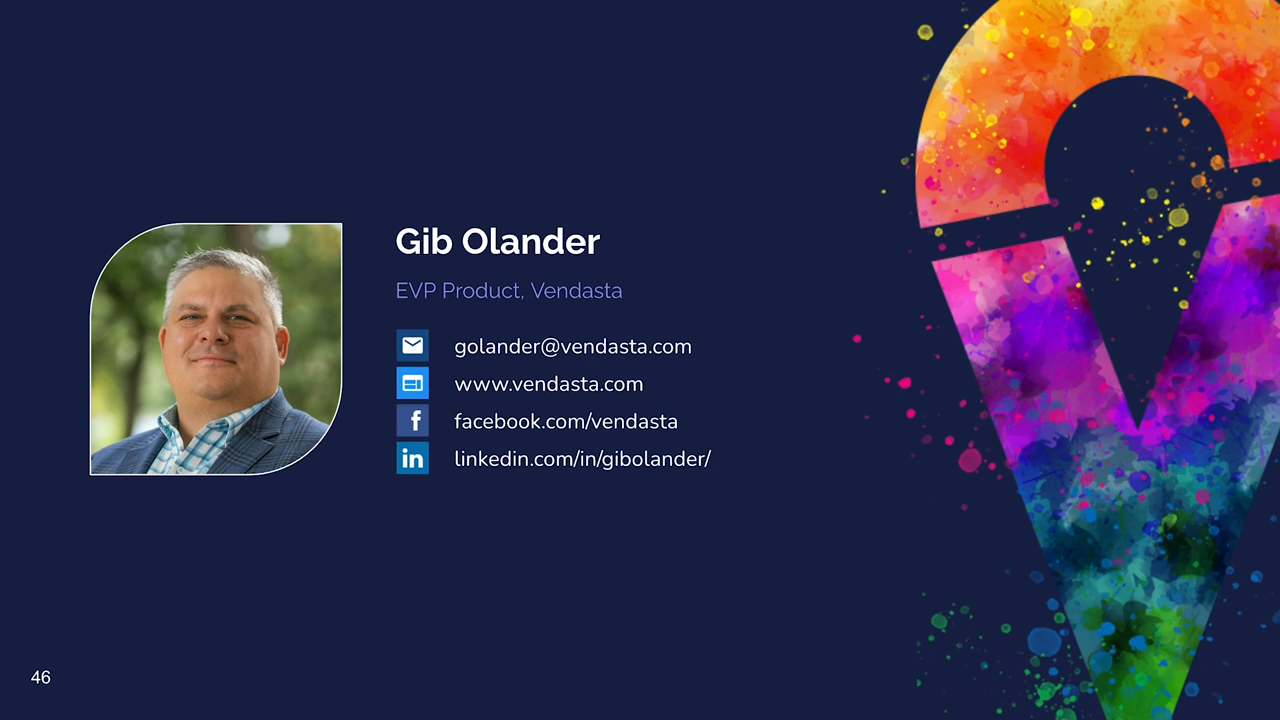 Gib Olander
EVP Product, Vendasta
golander@vendasta.com
www.vendasta.com
facebook.com/vendasta
linkedin.com/in/gibolander/
46